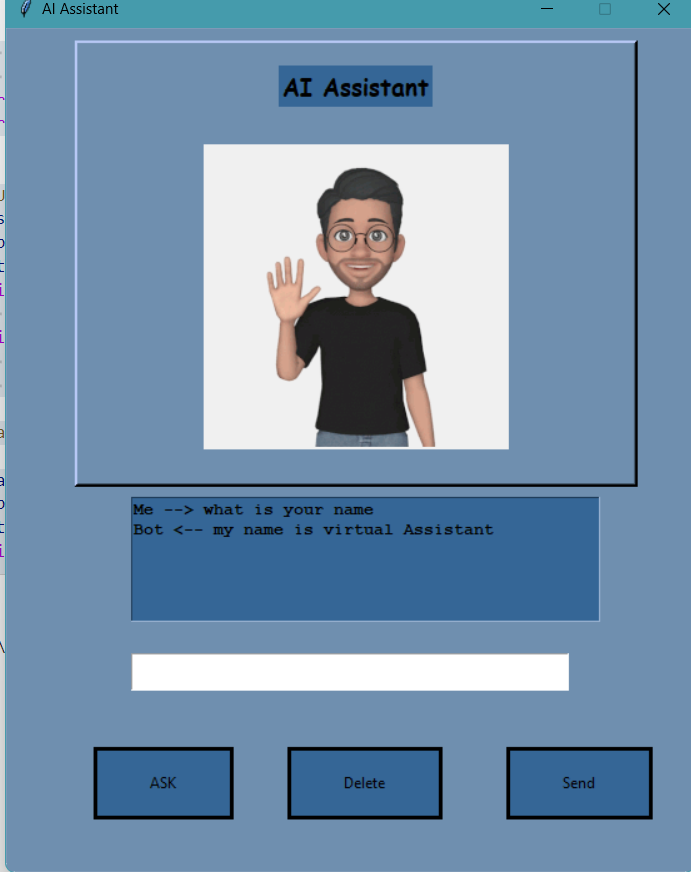 AI Assistant
AI Assistant
Me --> what is your name
Bot <-- my name is virtual Assistant
ASK
Delete
Send